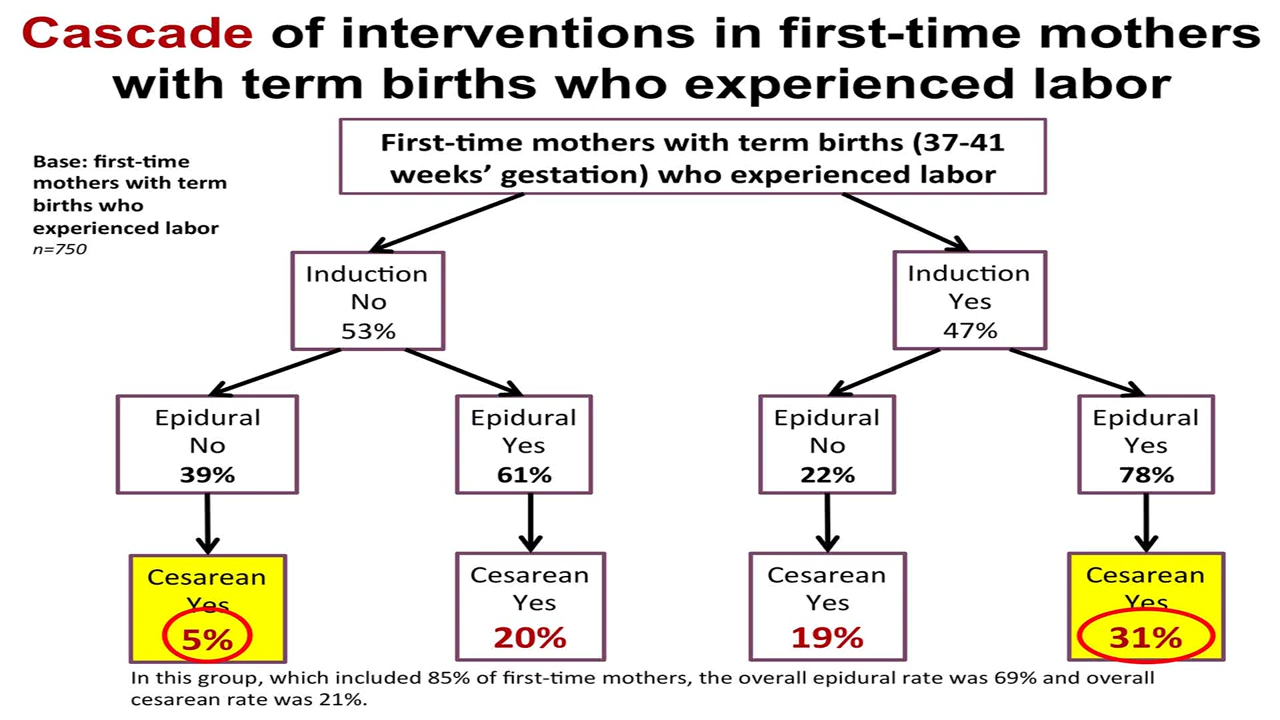 Cascade of interventions in first-time mothers
with term births who experienced labor
First-time mothers with term births (37-41
weeks’ gestation) who experienced labor
Base: first-time
mothers with term
births who
experienced labor
n=750
Induction
No
53%
Induction
Yes
47%
Epidural
No
39%
Epidural
Yes
61%
Epidural
No
22%
Epidural
Yes
78%
Cesarean
Yes
5%
Cesarean
Yes
20%
Cesarean
Yes
19%
Cesarean
Yes
31%
In this group, which included 85% of first-time mothers, the overall epidural rate was 69% and overall
cesarean rate was 21%.